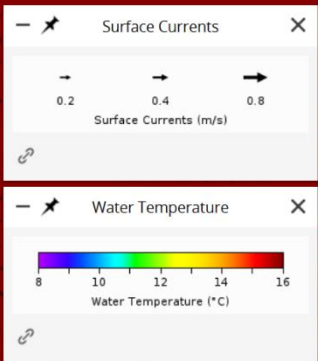 Surface Currents
0.2 0.4 0.8
Surface Currents (m/s)
Water Temperature
8 10 12 14 16
Water Temperature (°C)